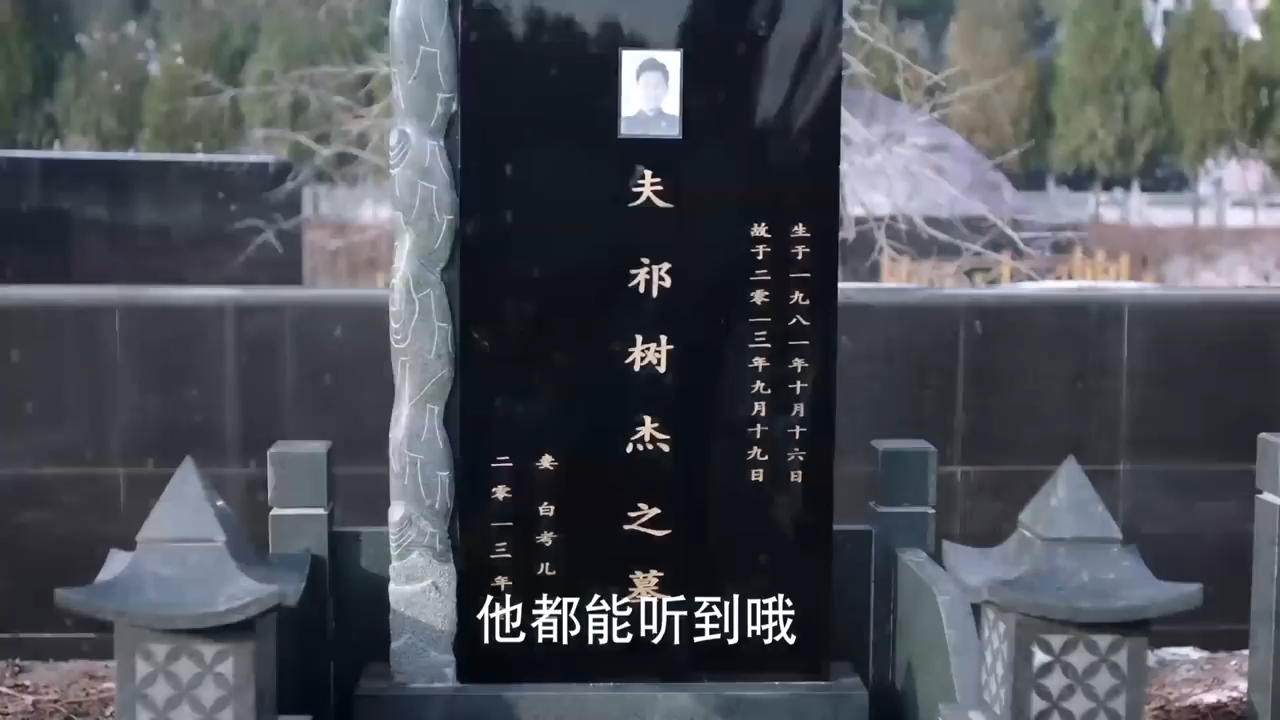 生于一九八一年十月十六日
故于二零一三年九月十九日
夫祁树杰之墓
妻 白考儿
二零一三年
他都能听到哦